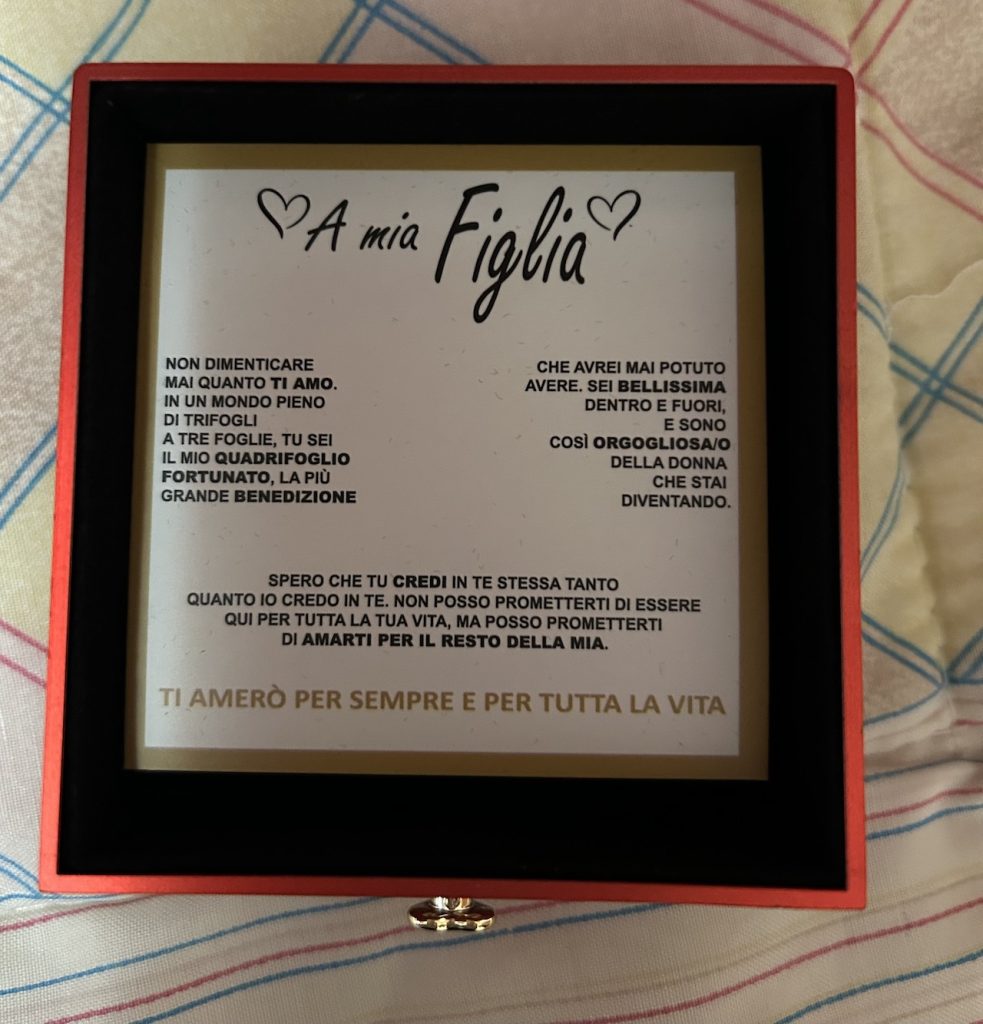 A mia Figlia
NON DIMENTICARE
MAI QUANTO TI AMO.
IN UN MONDO PIENO
DI TRIFOGLI
A TRE FOGLIE, TU SEI
IL MIO QUADRIFOGLIO
FORTUNATO, LA PIÙ
GRANDE BENEDIZIONE
CHE AVREI MAI POTUTO
AVERE. SEI BELLISSIMA
DENTRO E FUORI,
E SONO
COSÌ ORGOGLIOSA/O
DELLA DONNA
CHE STAI
DIVENTANDO.
SPERO CHE TU CREDI IN TE STESSA TANTO
QUANTO IO CREDO IN TE. NON POSSO PROMETTERTI DI ESSERE
QUI PER TUTTA LA TUA VITA, MA POSSO PROMETTERTI
DI AMARTI PER IL RESTO DELLA MIA.
TI AMERÒ PER SEMPRE E PER TUTTA LA VITA